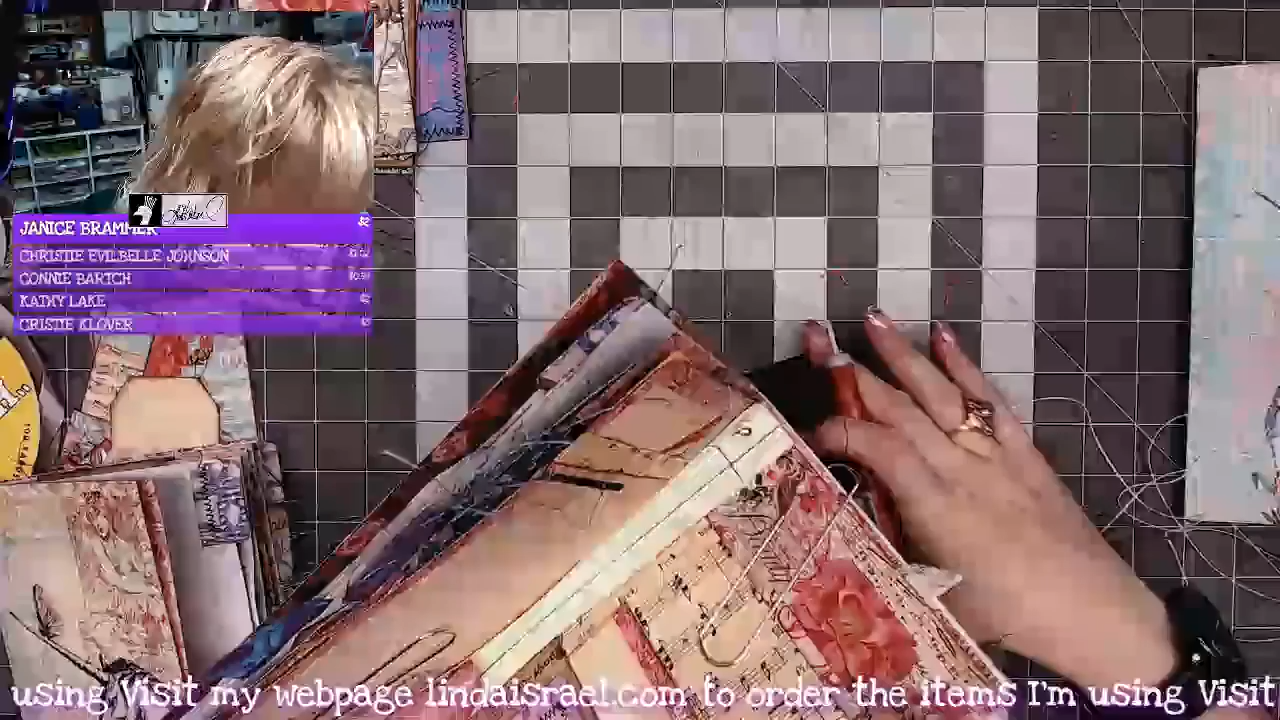 JANICE BRAMMER
CHRISTIE EVILBELLE JOHNSON
CONNIE BARTCH
KATHY LAKE
CRISTIE KLOVER
using Visit my webpage lindaisrael.com to order the items I'm using Visit